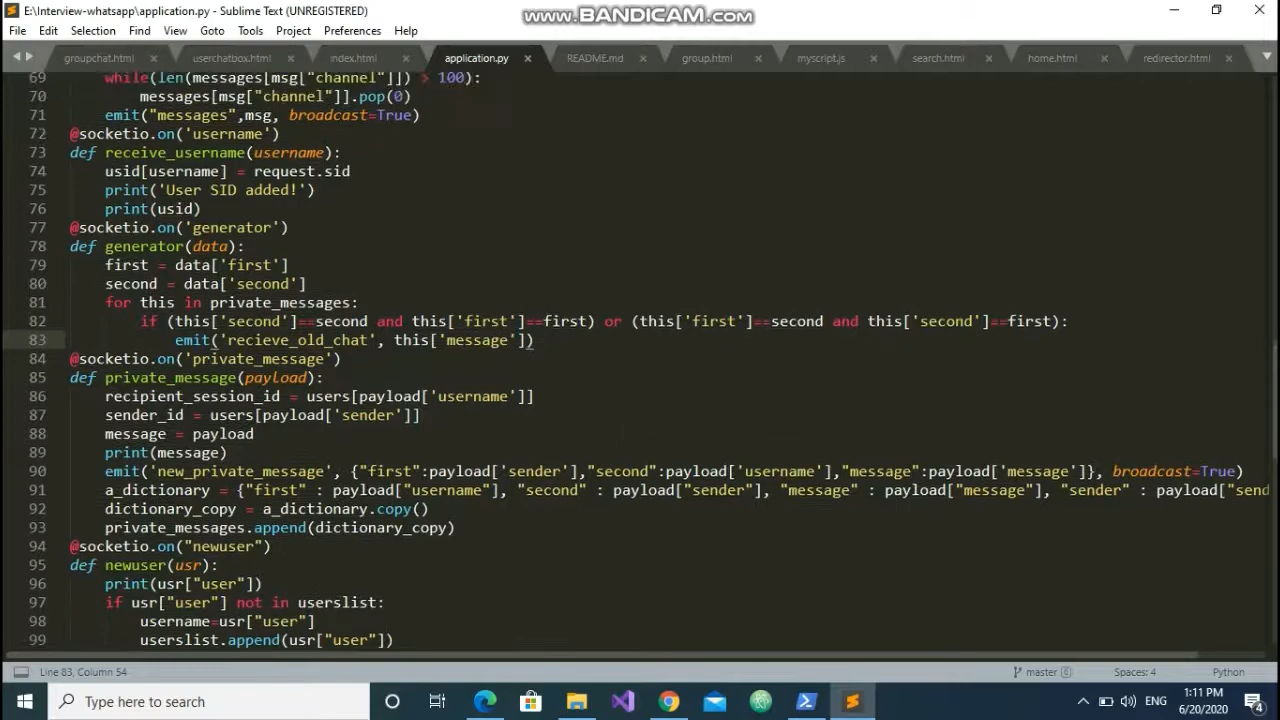 E:\Interview-whatsapp\application.py - Sublime Text (UNREGISTERED)
www.BANDICAM.com
File Edit Selection Find View Goto Tools Project Preferences Help
groupchat.html userchatbox.html index.html application.py README.md group.html myscript.js search.html home.html redirector.html
69 while(len(messages[msg["channel"]]) > 100):
70 messages[msg["channel"]].pop(0)
71 emit("messages",msg, broadcast=True)
72 @socketio.on('username')
73 def receive_username(username):
74 usid[username] = request.sid
75 print('User SID added!')
76 print(usid)
77 @socketio.on('generator')
78 def generator(data):
79 first = data['first']
80 second = data['second']
81 for this in private_messages:
82 if (this['second']==second and this['first']==first) or (this['first']==second and this['second']==first):
83 emit('recieve_old_chat', this['message'])
84 @socketio.on('private_message')
85 def private_message(payload):
86 recipient_session_id = users[payload['username']]
87 sender_id = users[payload['sender']]
88 message = payload
89 print(message)
90 emit('new_private_message', {"first":payload['sender'],"second":payload['username'],"message":payload['message']}, broadcast=True)
91 a_dictionary = {"first" : payload["username"], "second" : payload["sender"], "message" : payload["message"], "sender" : payload["send
92 dictionary_copy = a_dictionary.copy()
93 private_messages.append(dictionary_copy)
94 @socketio.on("newuser")
95 def newuser(usr):
96 print(usr["user"])
97 if usr["user"] not in userslist:
98 username=usr["user"]
99 userslist.append(usr["user"])
Line 83, Column 54 master 6 Spaces: 4 Python
Type here to search ENG 1:11 PM
6/20/2020 4